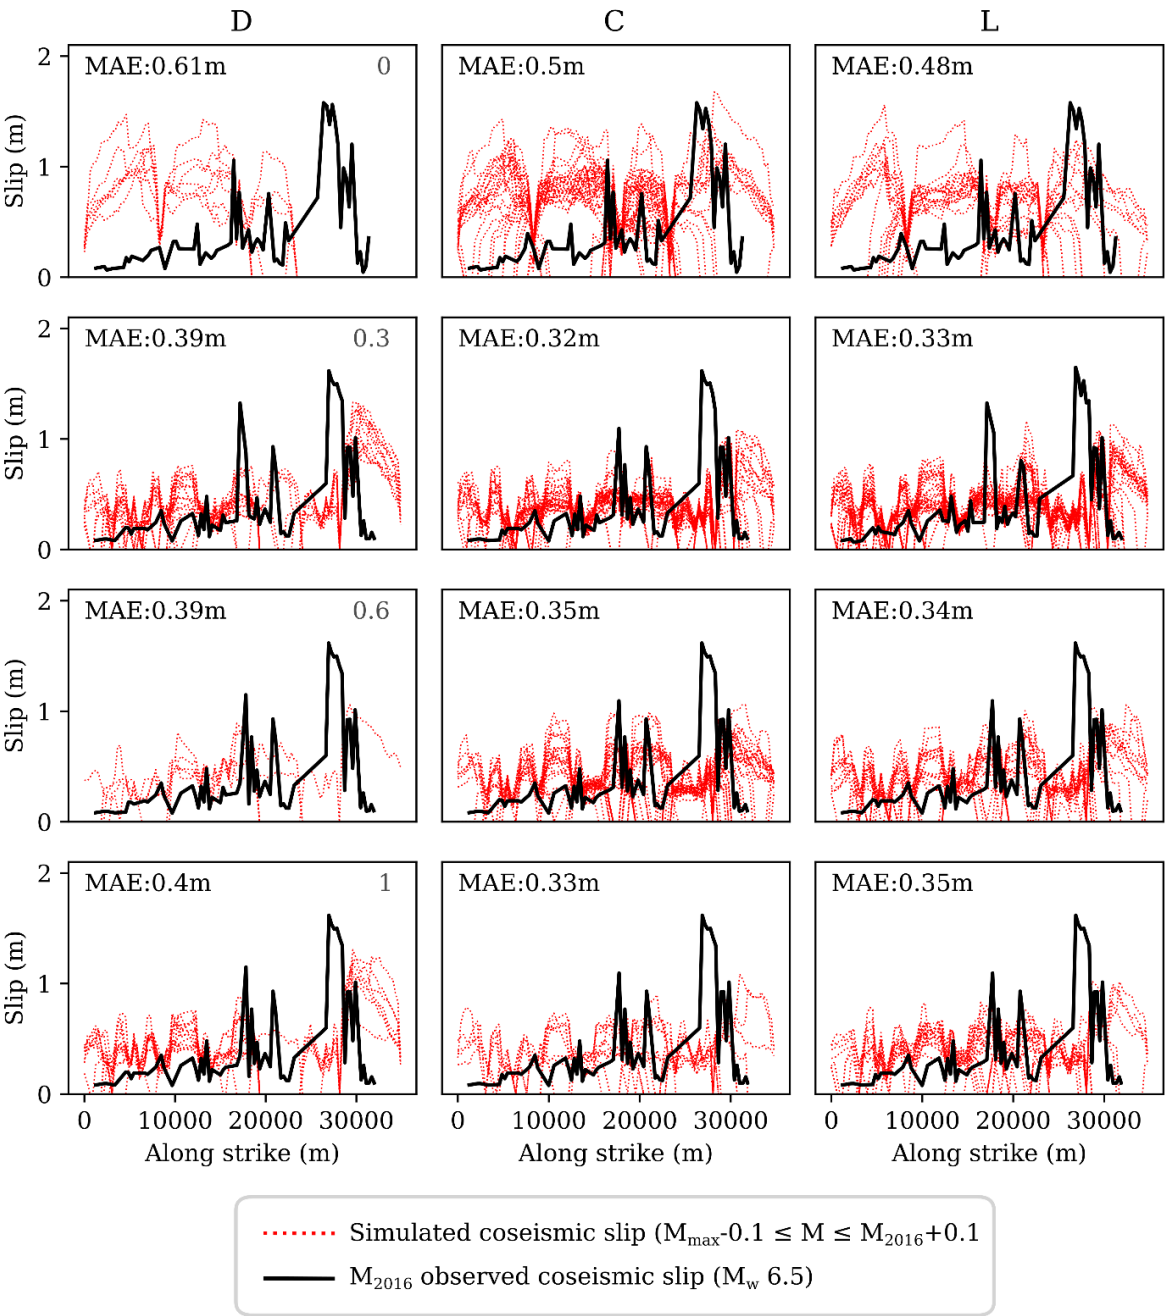 D C L
2 MAE:0.61m 0 MAE:0.5m MAE:0.48m
1
0
Slip (m)
2 MAE:0.39m 0.3 MAE:0.32m MAE:0.33m
1
0
Slip (m)
2 MAE:0.39m 0.6 MAE:0.35m MAE:0.34m
1
0
Slip (m)
2 MAE:0.4m 1 MAE:0.33m MAE:0.35m
1
0
Slip (m)
0 10000 20000 30000 0 10000 20000 30000 0 10000 20000 30000
Along strike (m) Along strike (m) Along strike (m)
Simulated coseismic slip (Mmax-0.1 ≤ M ≤ M2016+0.1
M2016 observed coseismic slip (Mw 6.5)